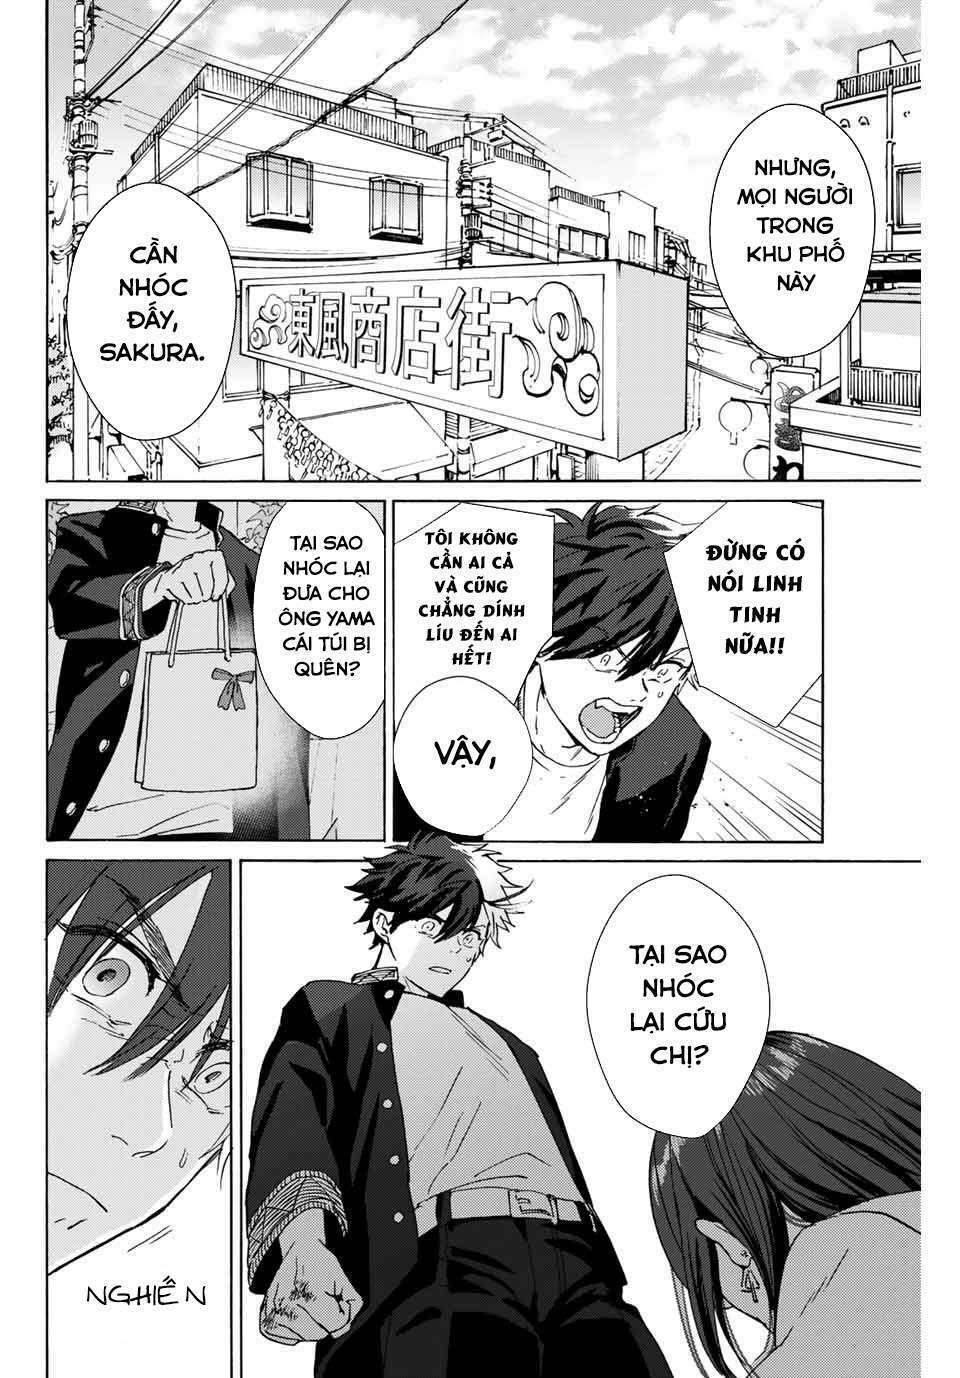 NHƯNG,
MỌI NGƯỜI
TRONG
KHU PHỐ
NÀY
CẦN
NHÓC
ĐẤY,
SAKURA.
東風商店街
ĐỪNG CÓ
NÓI LINH
TINH
NỮA!!
TÔI KHÔNG
CẦN AI CẢ
VÀ CŨNG
CHẲNG DÍNH
LÍU ĐẾN AI
HẾT!
VẬY,
TẠI SAO
NHÓC LẠI
ĐƯA CHO
ÔNG YAMA
CÁI TÚI BỊ
QUÊN?
TẠI SAO
NHÓC
LẠI CỨU
CHỊ?
NGHIẾN